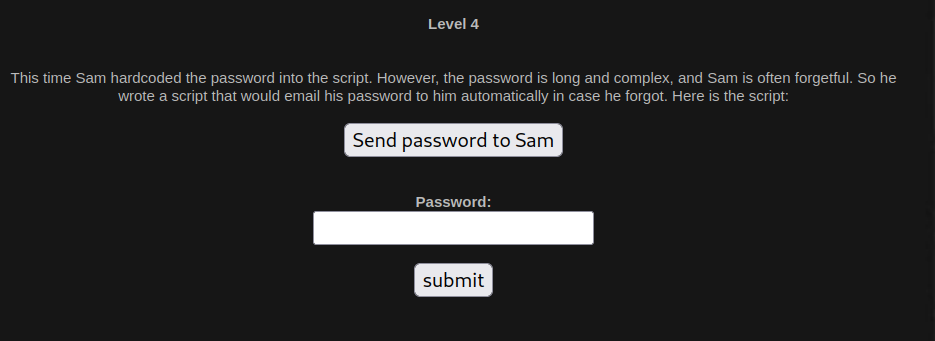 Level 4
This time Sam hardcoded the password into the script. However, the password is long and complex, and Sam is often forgetful. So he
wrote a script that would email his password to him automatically in case he forgot. Here is the script:
Send password to Sam
Password:
submit